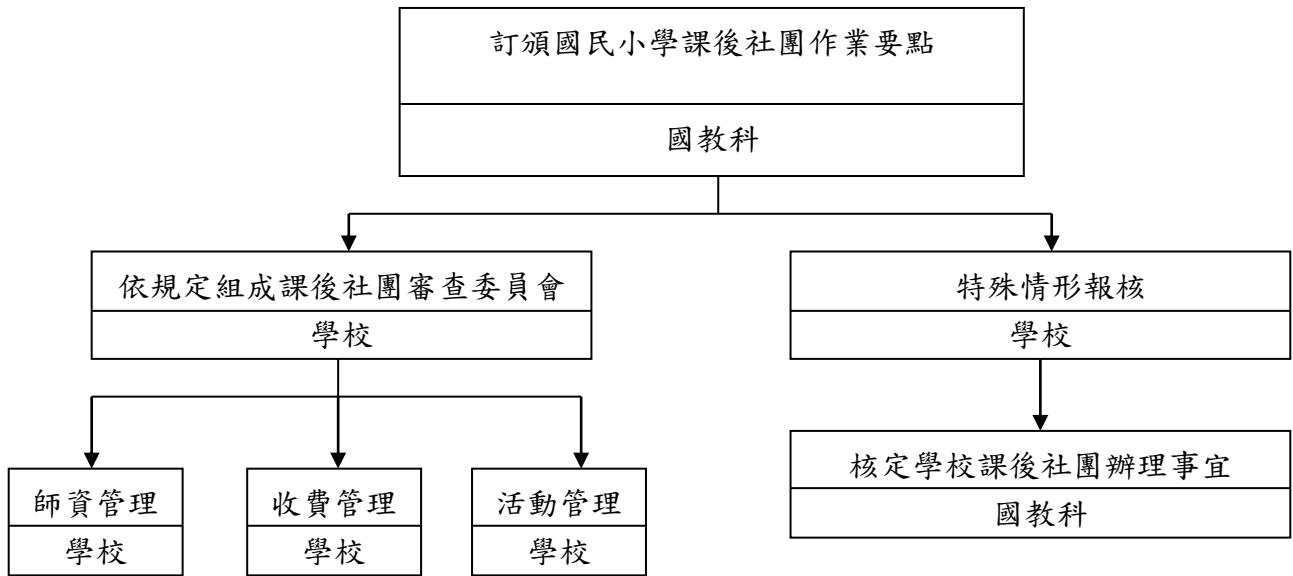 訂頒國民小學課後社團作業要點
國教科
依規定組成課後社團審查委員會
學校
特殊情形報核
學校
師資管理
學校
收費管理
學校
活動管理
學校
核定學校課後社團辦理事宜
國教科